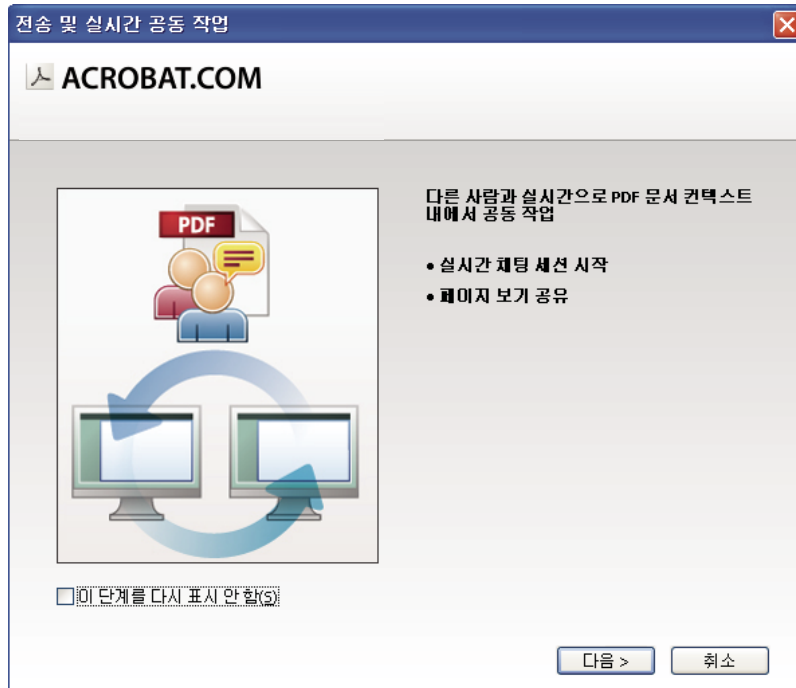 전송 및 실시간 공동 작업
ACROBAT.COM
PDF
다른 사람과 실시간으로 PDF 문서 컨텍스트
내에서 공동 작업
• 실시간 채팅 세션 시작
• 페이지 보기 공유
이 단계를 다시 표시 안 함(S)
다음 >
취소